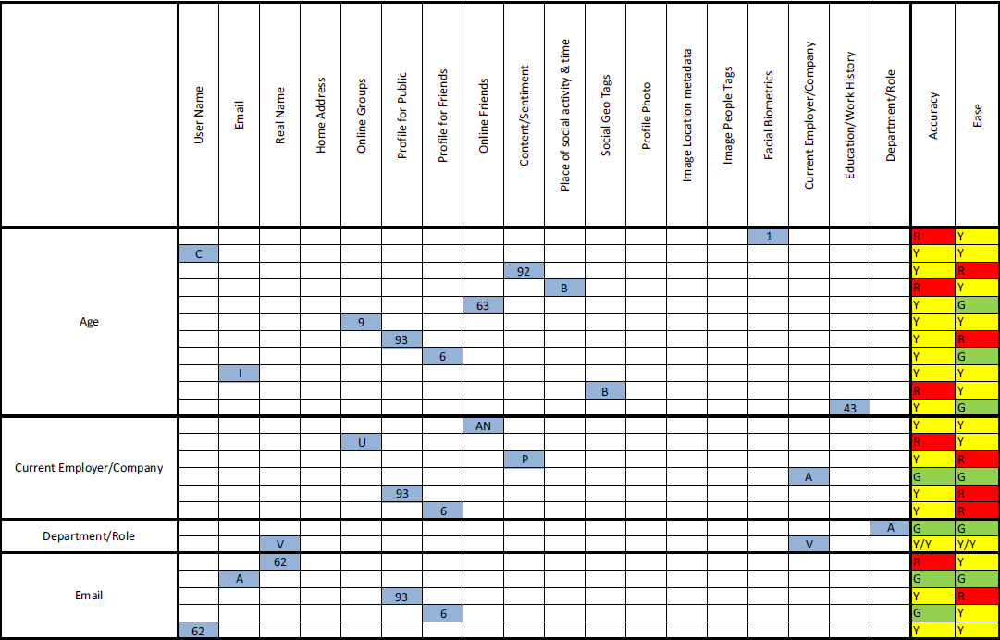 User Name
Email
Real Name
Home Address
Online Groups
Profile for Public
Profile for Friends
Online Friends
Content/Sentiment
Place of social activity & time
Social Geo Tags
Profile Photo
Image Location metadata
Image People Tags
Facial Biometrics
Current Employer/Company
Education/Work History
Department/Role
Accuracy
Ease
Age
1 R Y
C Y Y
92 Y R
B R Y
63 Y G
9 Y Y
93 Y R
6 Y G
I Y Y
B R Y
43 Y G
Current Employer/Company
AN Y Y
U R Y
P Y R
A G G
93 Y R
6 Y R
Department/Role
A G G
V V Y/Y Y/Y
Email
62 R Y
A G G
93 Y R
6 G Y
62 Y Y